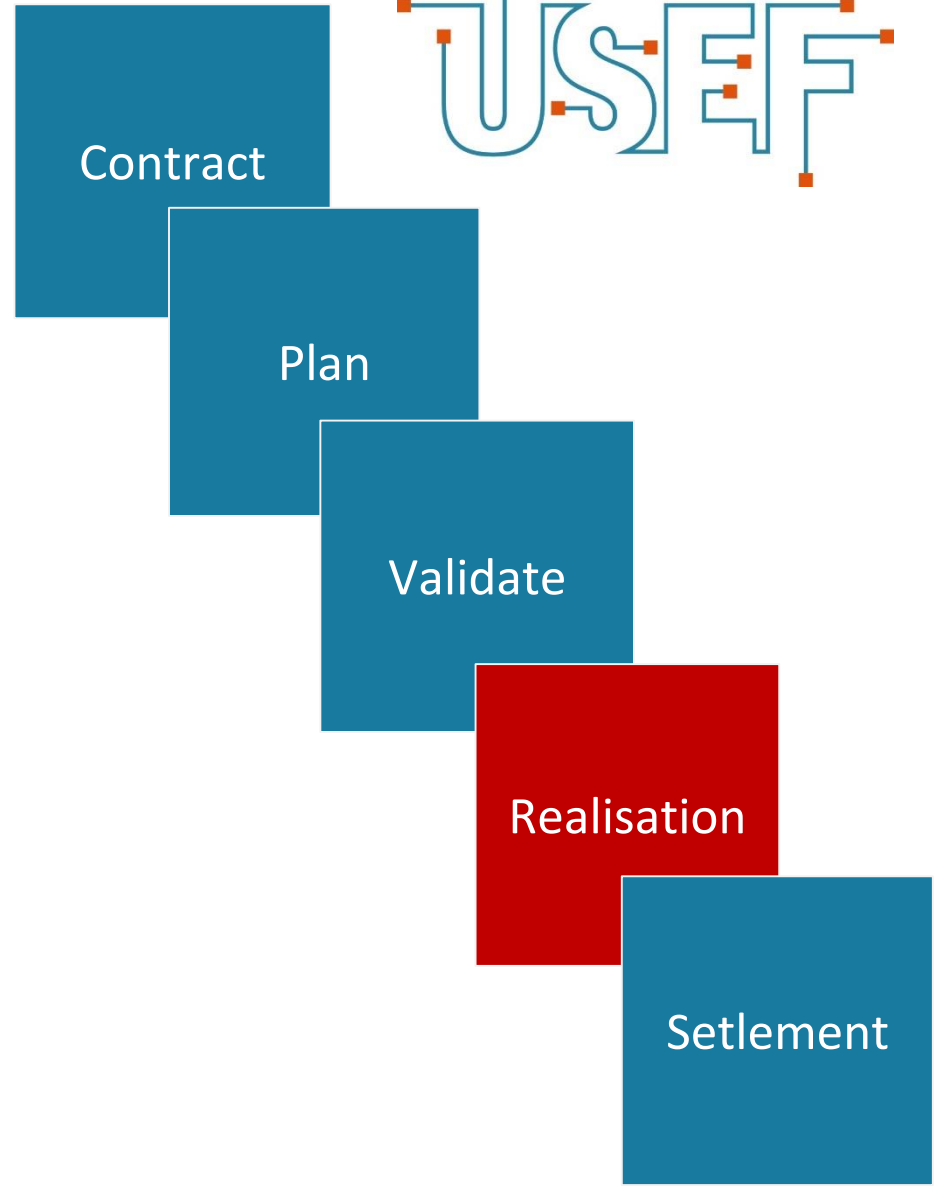 USEF
Contract
Plan
Validate
Realisation
Setlement